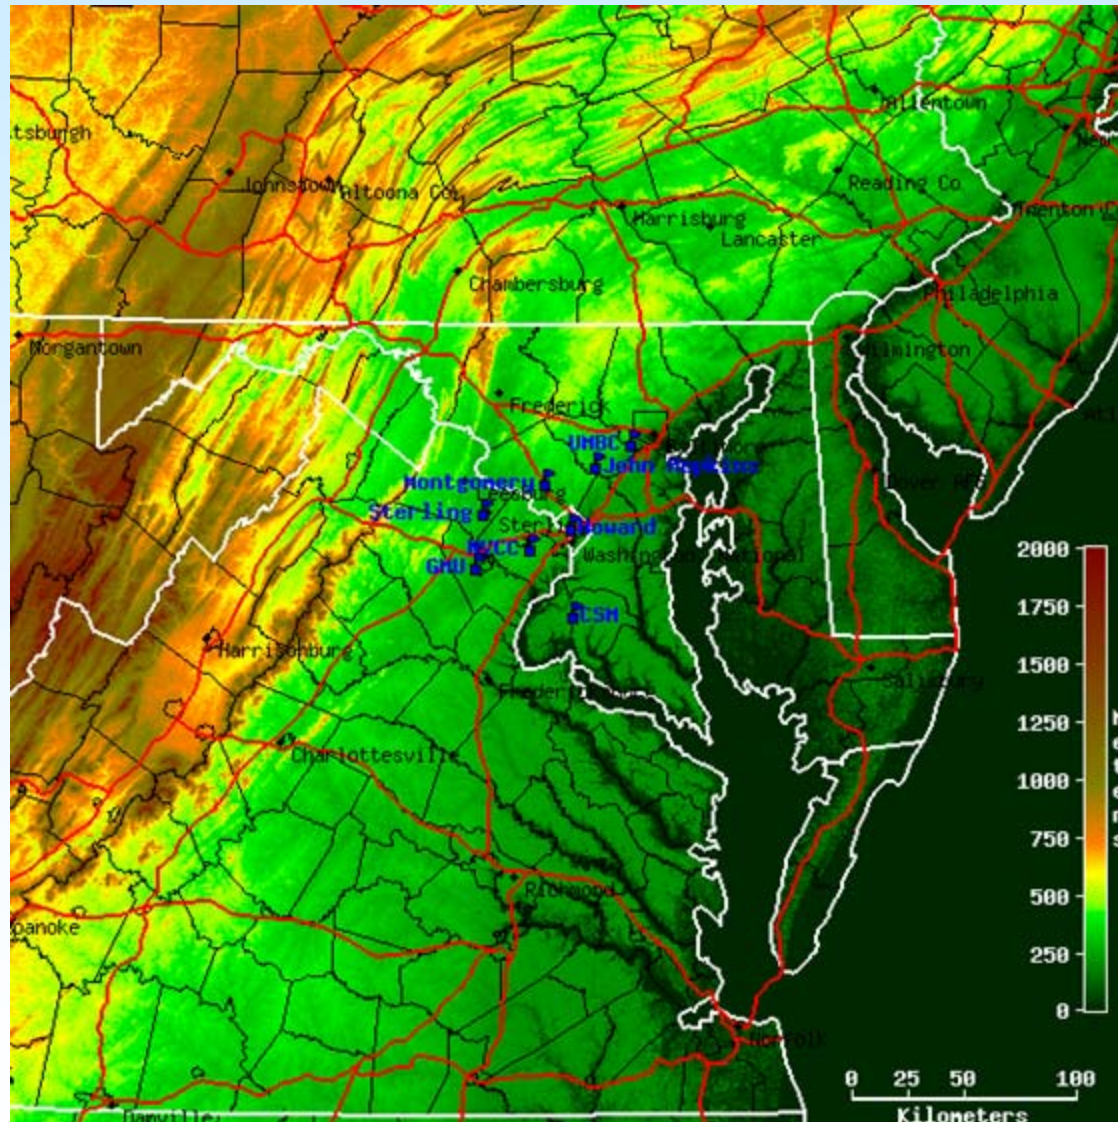 Allentown
tsburgh
Johnstown
Altoona Co
Reading Co
Trenton
Harrisburg
Lancaster
Chambersburg
Philadelphia
Morgantown
Wilmington
Frederick
UMBC
John Hopkins
Montgomery
Dover AFB
Sterling
Howard
NVCC
Washington National
GMU
CSM
Harrisonburg
Salisbury
Charlottesville
Richmond
oanoke
Norfolk
Danville
2000
1750
1500
1250
1000
750
500
250
0
0 25 50 100
Kilometers